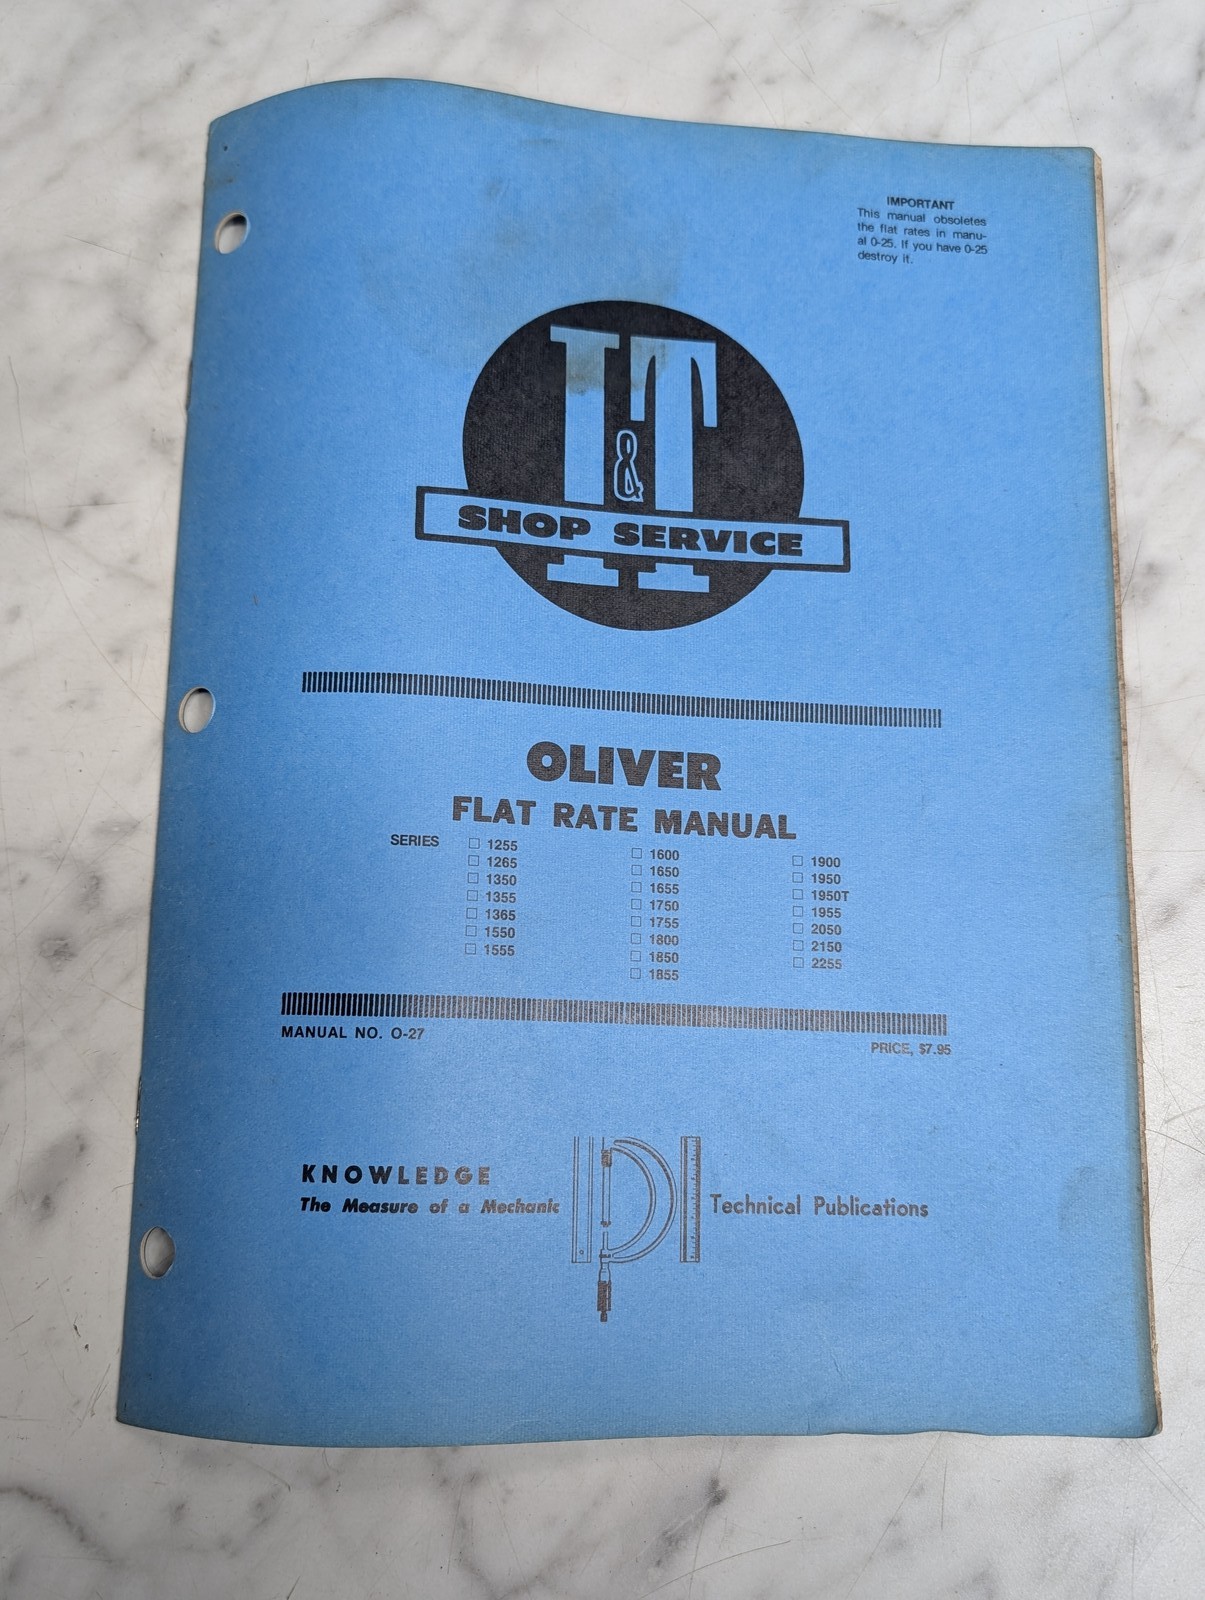 IMPORTANT
This manual obsoletes
the flat rates in manu-
al 0-25. If you have 0-25
destroy it.
I&T
SHOP SERVICE
OLIVER
FLAT RATE MANUAL
SERIES
1255
1265
1350
1355
1365
1550
1555
1600
1650
1655
1750
1755
1800
1850
1855
1900
1950
1950T
1955
2050
2150
2255
MANUAL NO. O-27
PRICE, $7.95
KNOWLEDGE
The Measure of a Mechanic
Technical Publications